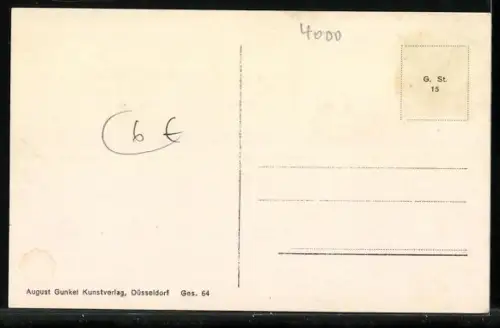 4000
G. St.
15
6 €
August Gunkel Kunstverlag, Düsseldorf Ges. 64